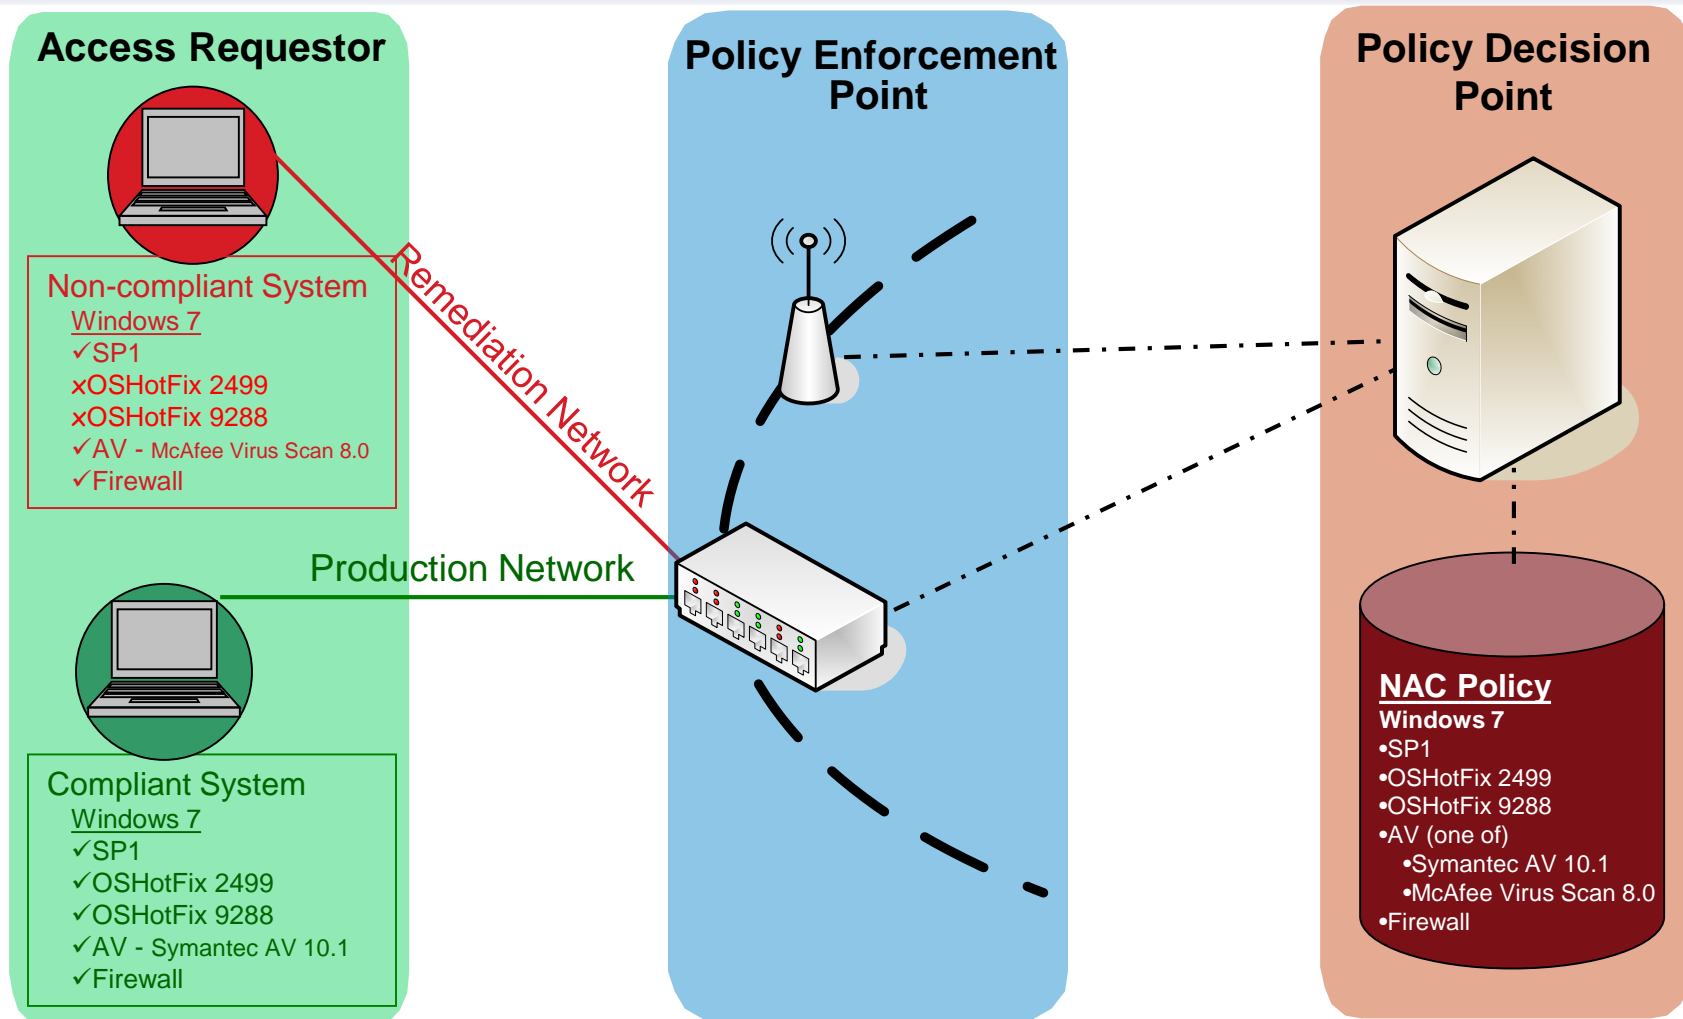 Access Requestor
Non-compliant System
Windows 7
✓SP1
xOSHotFix 2499
xOSHotFix 9288
✓AV - McAfee Virus Scan 8.0
✓Firewall
Remediation Network
Production Network
Compliant System
Windows 7
✓SP1
✓OSHotFix 2499
✓OSHotFix 9288
✓AV - Symantec AV 10.1
✓Firewall
Policy Enforcement
Point
Policy Decision
Point
NAC Policy
Windows 7
•SP1
•OSHotFix 2499
•OSHotFix 9288
•AV (one of)
•Symantec AV 10.1
•McAfee Virus Scan 8.0
•Firewall